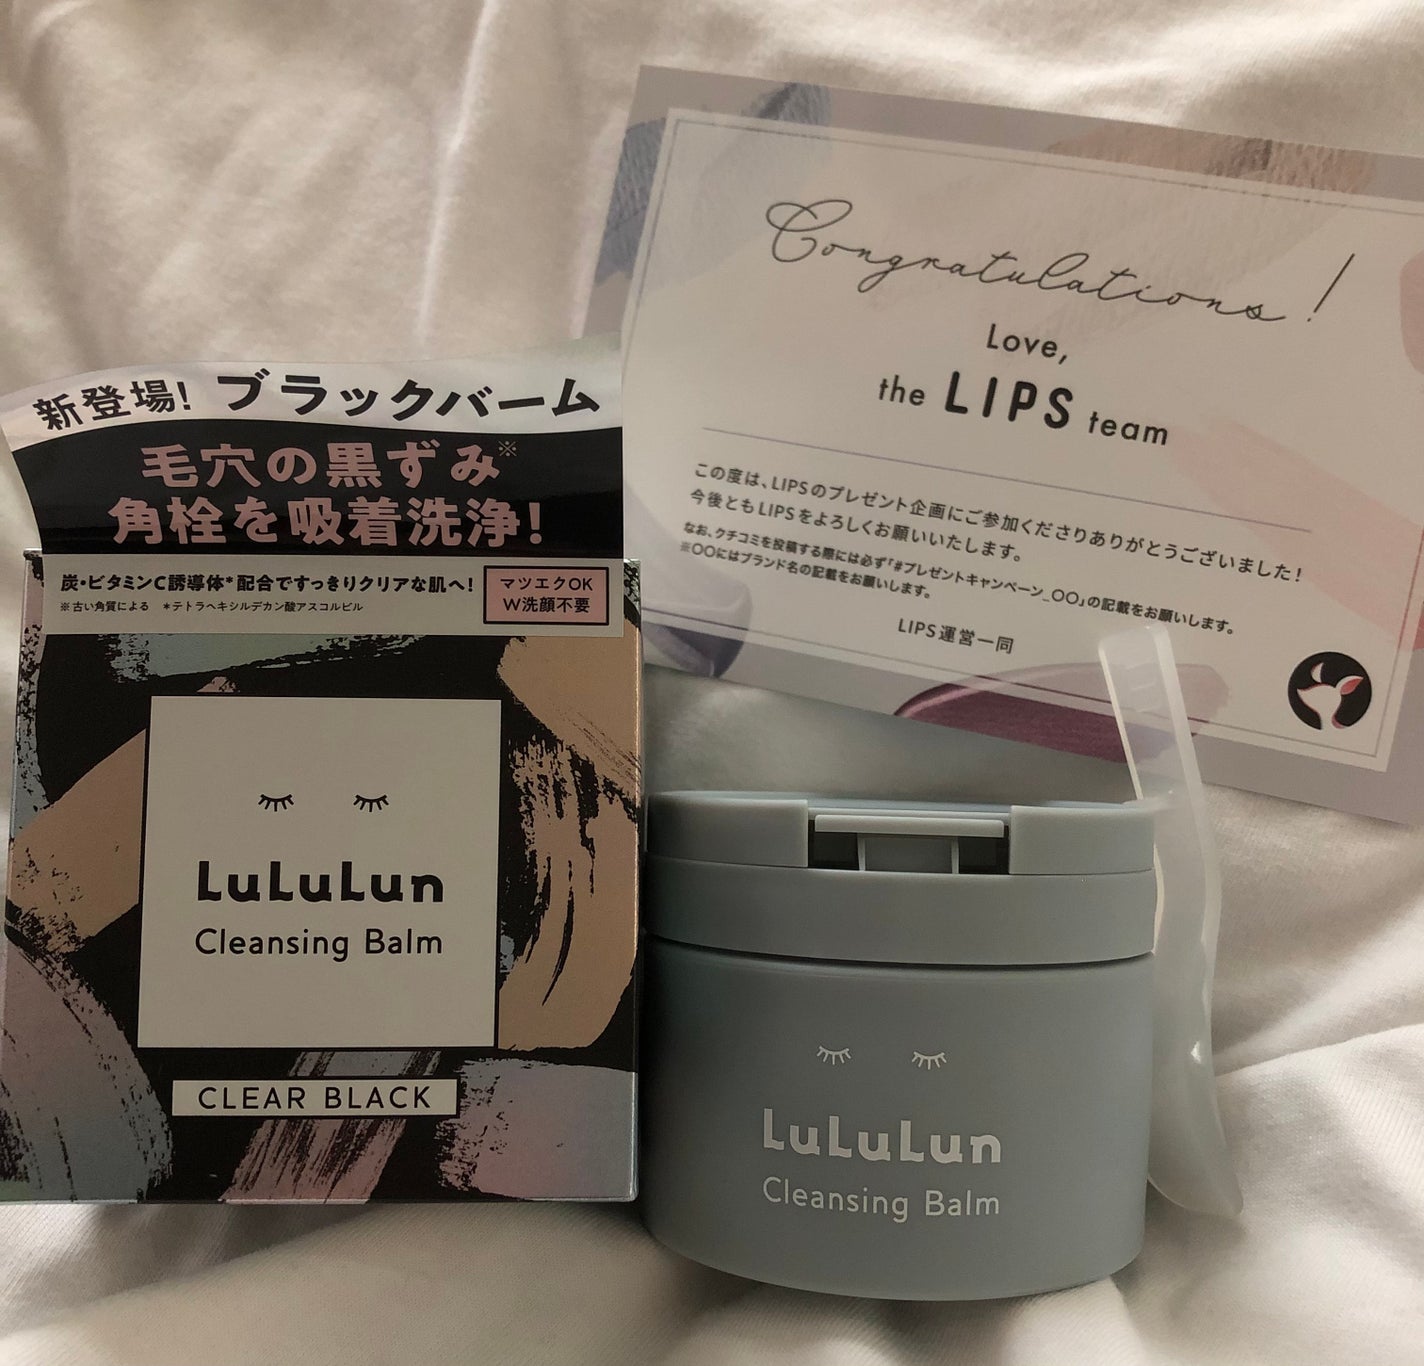 Congratulations!
Love,
the LIPS team
この度は、LIPSのプレゼント企画にご参加くださりありがとうございました！
今後ともLIPSをよろしくお願いいたします。
なお、クチコミを投稿する際には必ず「#プレゼントキャンペーン_〇〇」の記載をお願いします。
※〇〇にはブランド名の記載をお願いします。
LIPS運営一同
新登場！ ブラックバーム
毛穴の黒ずみ※
角栓を吸着洗浄！
炭・ビタミンC誘導体*配合ですっきりクリアな肌へ！
※古い角質による *テトラヘキシルデカン酸アスコルビル
マツエクOK
W洗顔不要
LuLuLun
Cleansing Balm
CLEAR BLACK
LuLuLun
Cleansing Balm